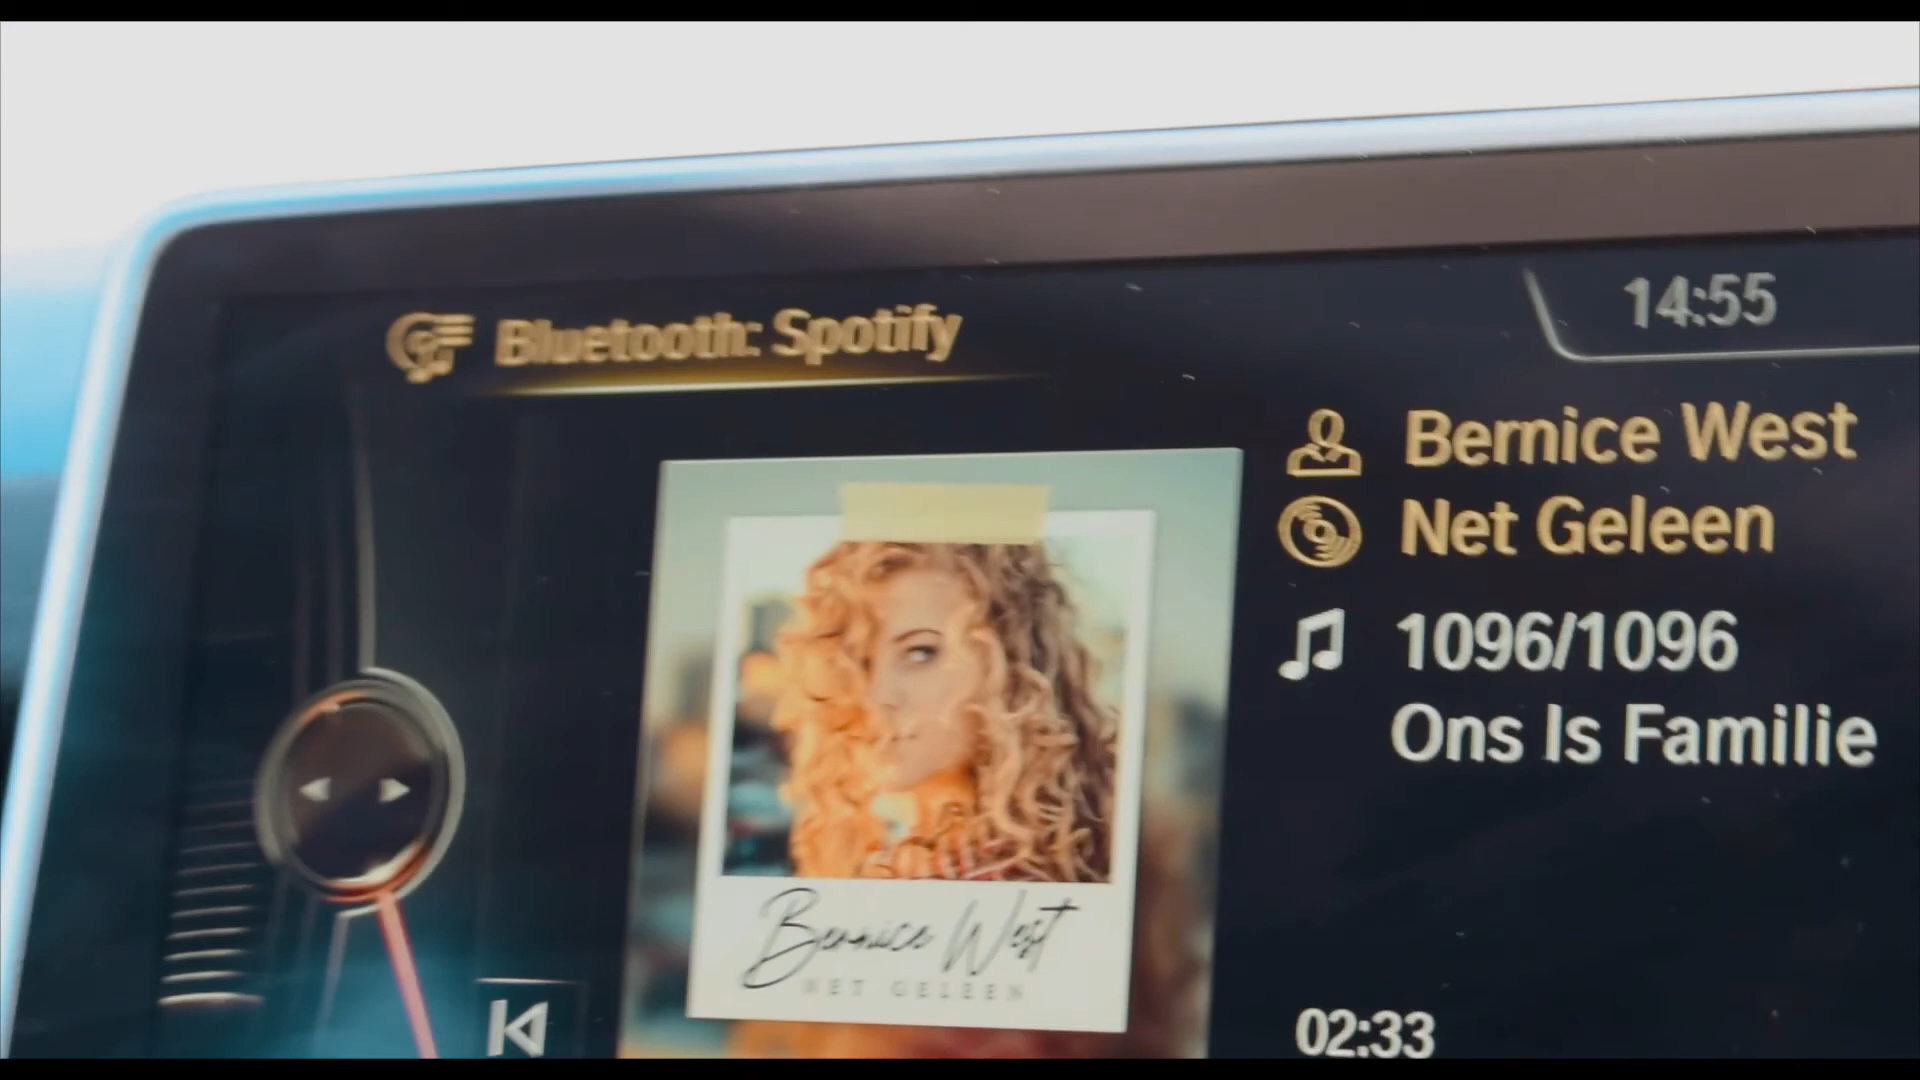 14:55
Bluetooth: Spotify
Bernice West
Net Geleen
1096/1096
Ons Is Familie
Bernice West
NET GELEEN
02:33